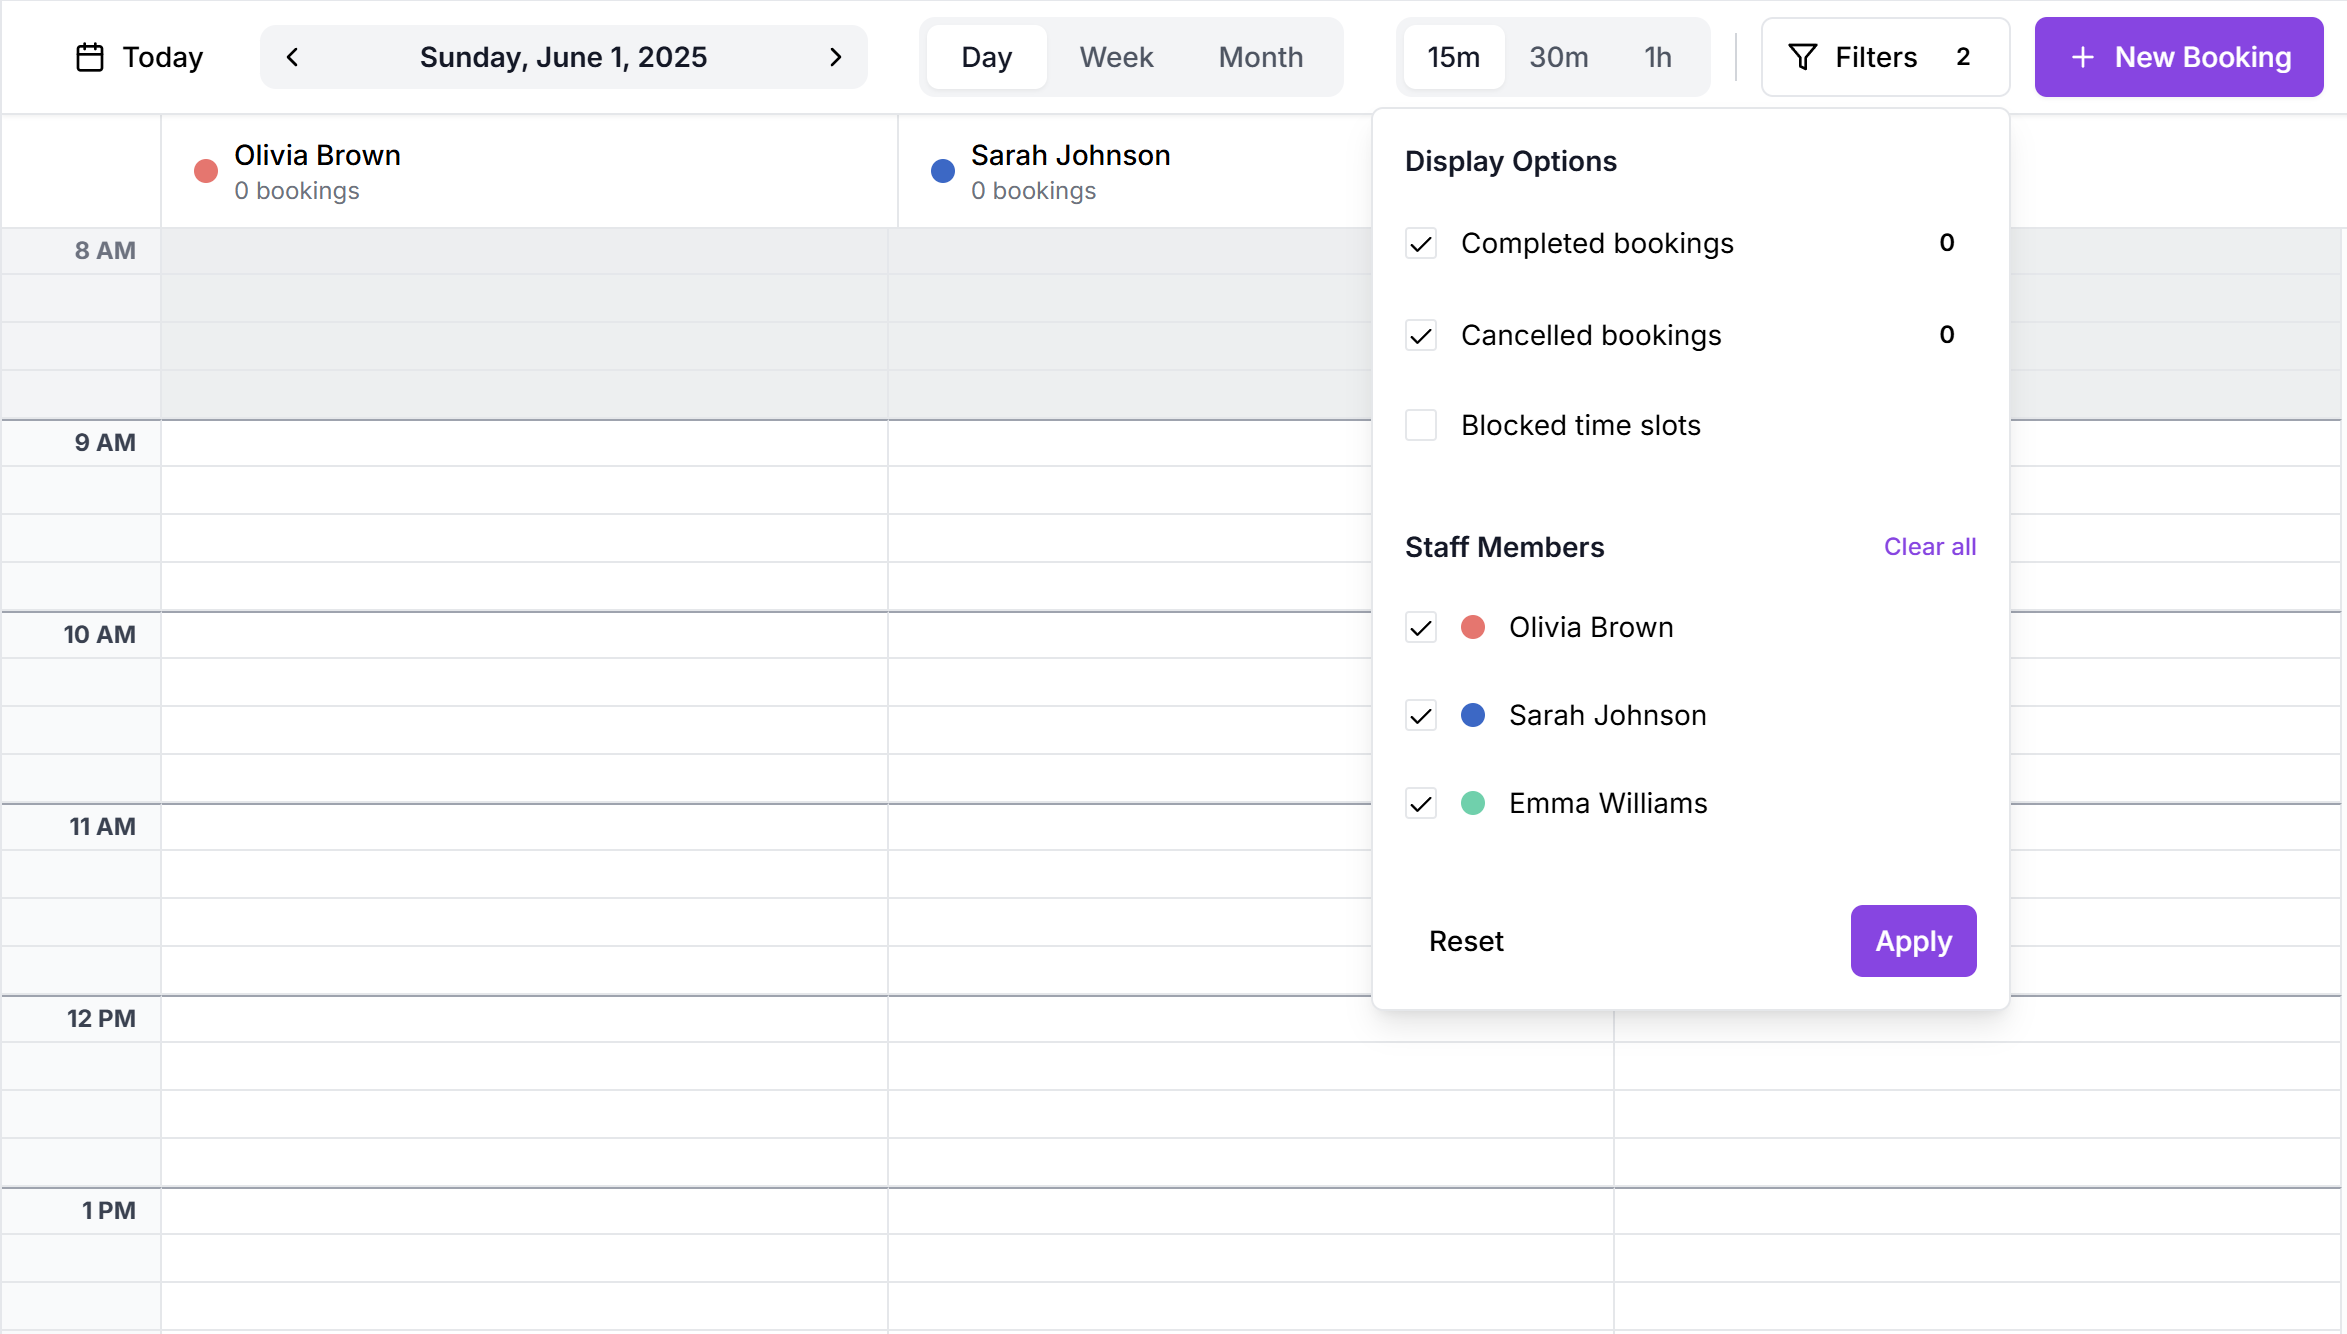 Today
Sunday, June 1, 2025
Day
Week
Month
15m
30m
1h
Filters 2
New Booking
Olivia Brown
0 bookings
Sarah Johnson
0 bookings
Display Options
Completed bookings 0
Cancelled bookings 0
Blocked time slots
Staff Members
Clear all
Olivia Brown
Sarah Johnson
Emma Williams
Reset
Apply
8 AM
9 AM
10 AM
11 AM
12 PM
1 PM